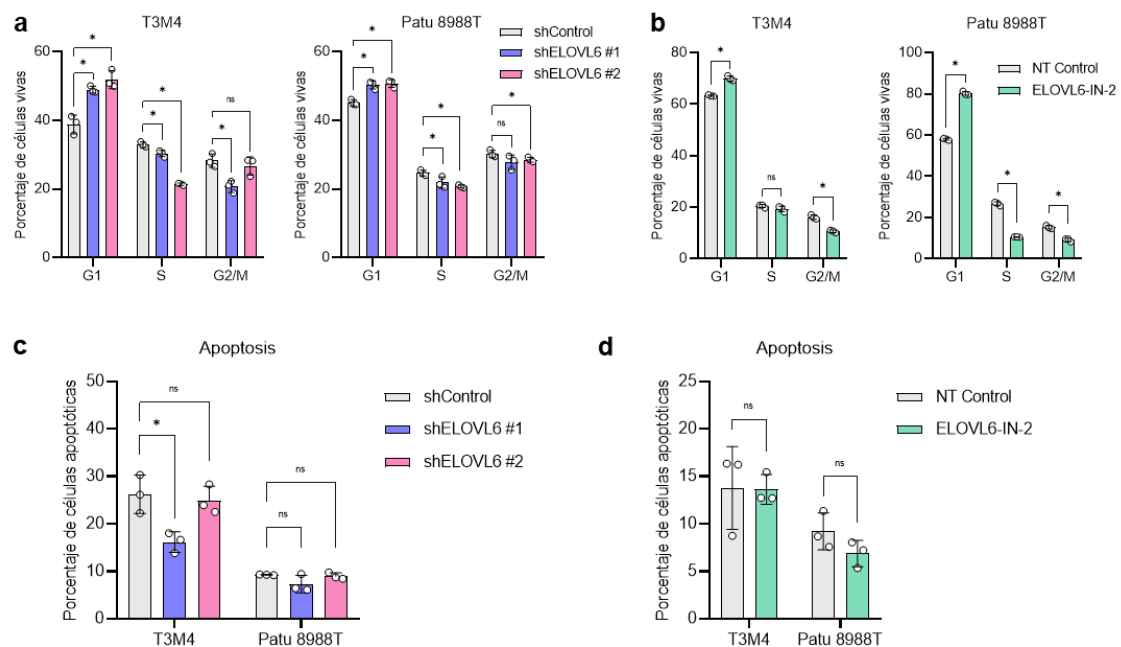 a
T3M4
Porcentaje de células vivas
60
40
20
0
G1
S
G2/M
*
*
*
*
ns
*
Patu 8988T
Porcentaje de células vivas
60
40
20
0
G1
S
G2/M
*
*
*
*
*
ns
shControl
shELOVL6 #1
shELOVL6 #2
b
T3M4
Porcentaje de células vivas
80
60
40
20
0
G1
S
G2/M
*
ns
*
Patu 8988T
Porcentaje de células vivas
100
80
60
40
20
0
G1
S
G2/M
*
*
*
NT Control
ELOVL6-IN-2
c
Apoptosis
Porcentaje de células apoptóticas
50
40
30
20
10
0
T3M4
Patu 8988T
ns
*
ns
ns
shControl
shELOVL6 #1
shELOVL6 #2
d
Apoptosis
Porcentaje de células apoptóticas
25
20
15
10
5
0
T3M4
Patu 8988T
ns
ns
NT Control
ELOVL6-IN-2